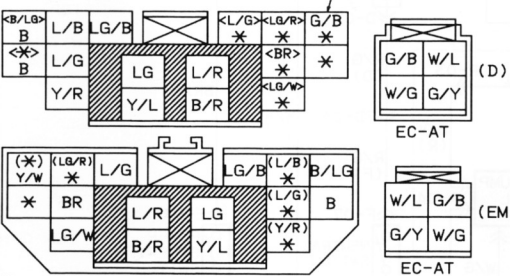 <B/LG> L/B LG/B <L/G> <LG/R> G/B
B * *
<*> L/G LG L/R <BR> *
B *
Y/R Y/L B/R <LG/W>
*
G/B W/L
W/G G/Y
(D)
EC-AT
(*) (LG/R) L/G LG/B (L/B) B/LG
Y/W * *
* BR L/R LG (L/G) B
*
LG/W B/R Y/L (Y/R)
*
W/L G/B
G/Y W/G
(EM
EC-AT